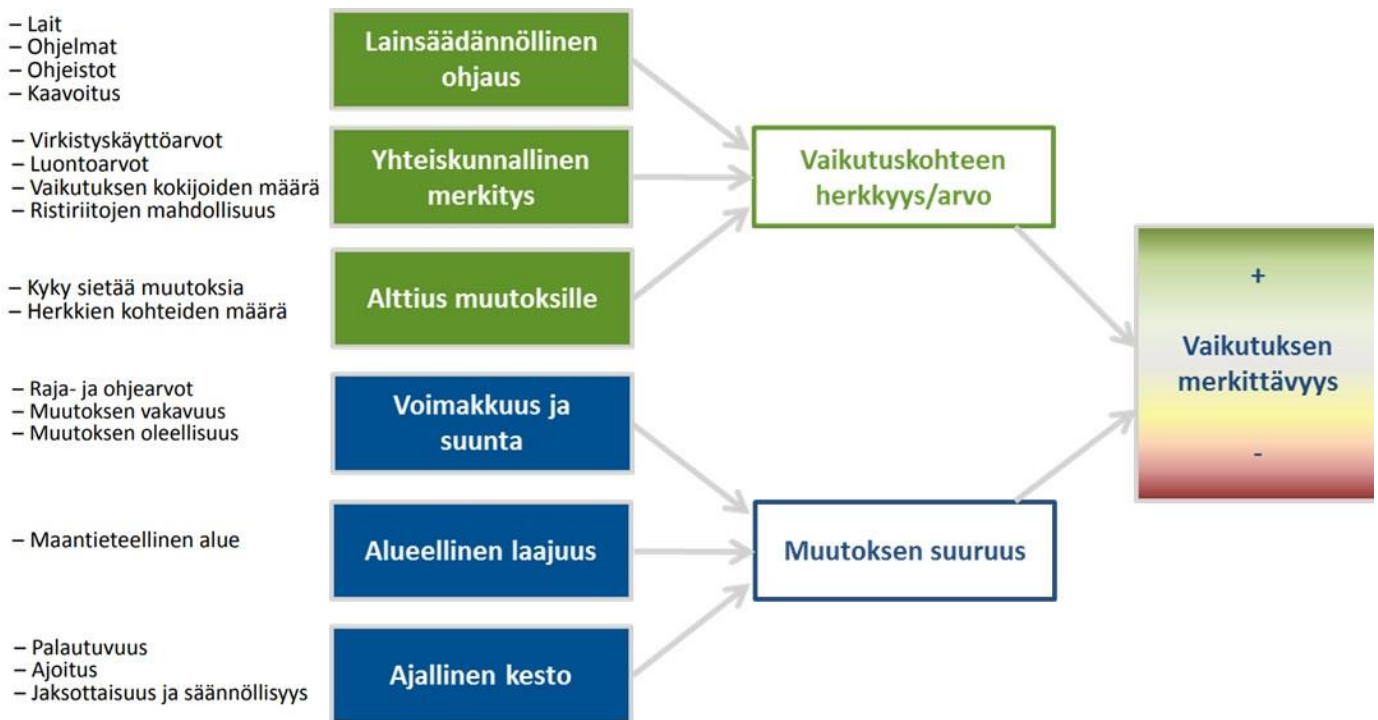 – Lait
– Ohjelmat
– Ohjeistot
– Kaavoitus
Lainsäädännöllinen
ohjaus
– Virkistyskäyttöarvot
– Luontoarvot
– Vaikutuksen kokijoiden määrä
– Ristiriitojen mahdollisuus
Yhteiskunnallinen
merkitys
– Kyky sietää muutoksia
– Herkkien kohteiden määrä
Alttius muutoksille
Vaikutuskohteen
herkkyys/arvo
– Raja- ja ohjearvot
– Muutoksen vakavuus
– Muutoksen oleellisuus
Voimakkuus ja
suunta
– Maantieteellinen alue
Alueellinen laajuus
– Palautuvuus
– Ajoitus
– Jaksottaisuus ja säännöllisyys
Ajallinen kesto
Muutoksen suuruus
+
Vaikutuksen
merkittävyys
-